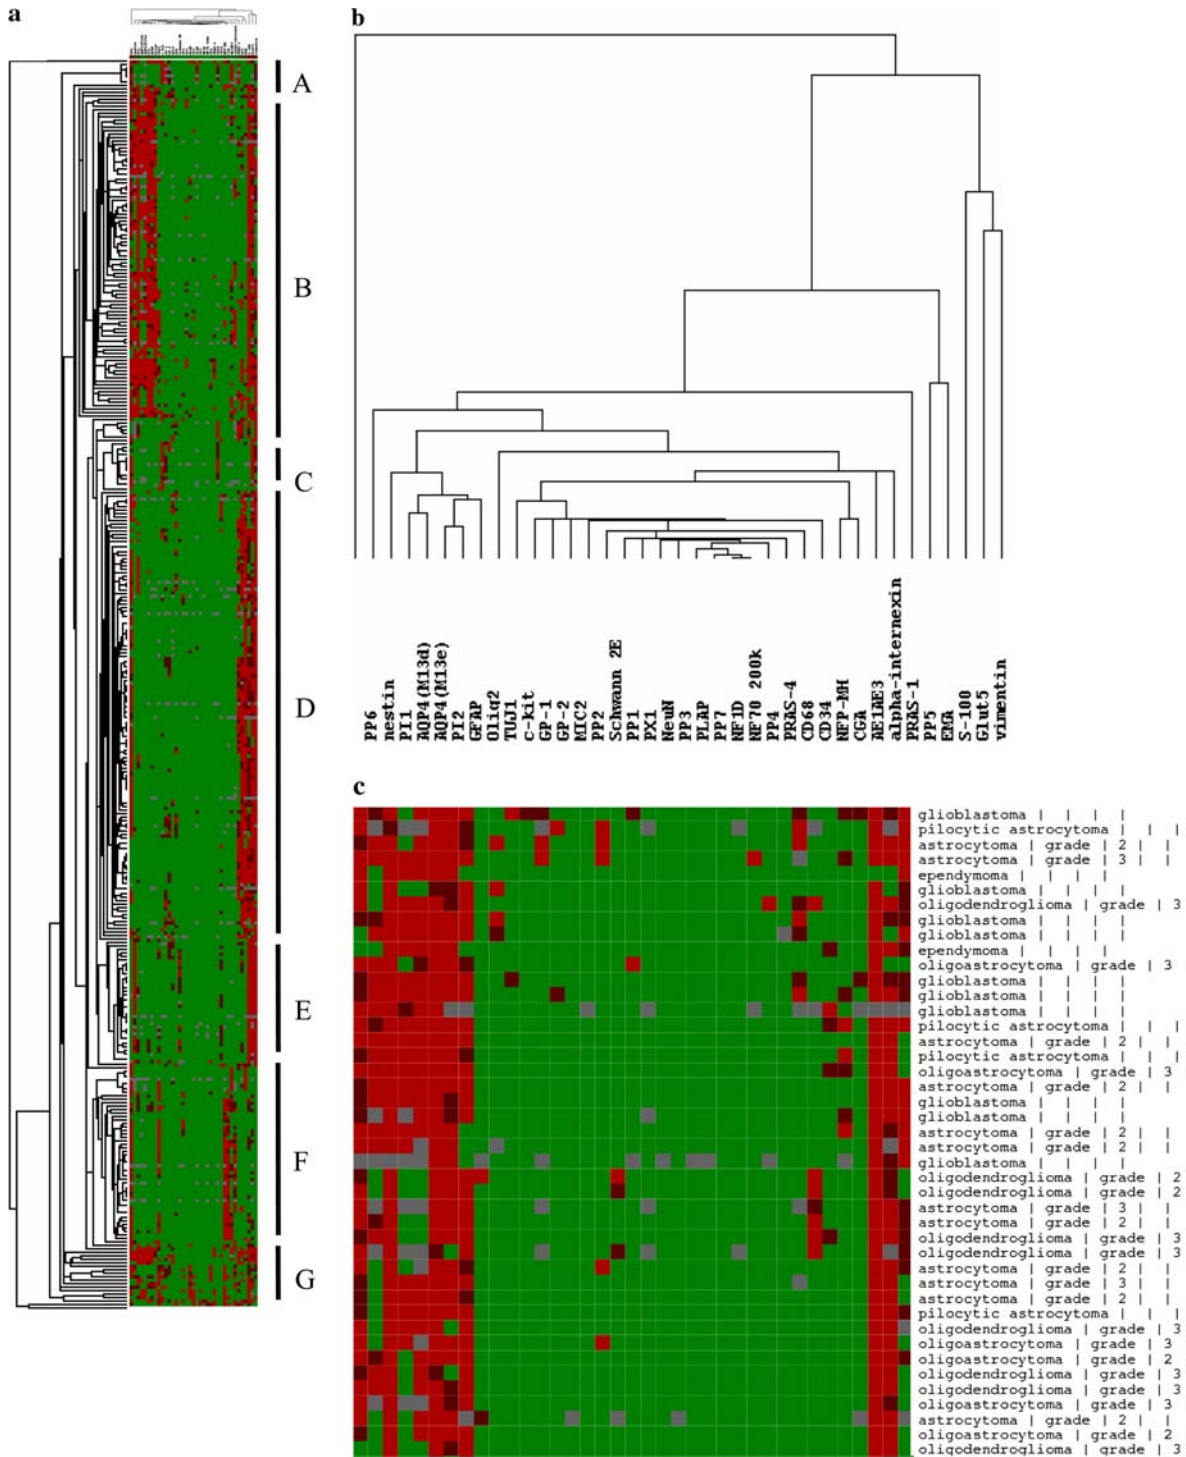 a
A
B
C
D
E
F
G
b
PP6
nestin
PI1
AQP4(M13d)
AQP4(M13e)
PI2
GFAP
Oliq2
TUJ1
c-kit
GP-1
GP-2
MIC2
PP2
Schwann 2E
PP1
PX1
NeuN
PP3
PLAP
PP7
NF1D
NF70 200k
PP4
PRAS-4
CD68
CD34
NFP-MH
CGA
AE1AE3
alpha-internexin
PRAS-1
PP5
EMA
S-100
Glut5
vimentin
c
glioblastoma | | | |
pilocytic astrocytoma | | |
astrocytoma | grade | 2 | |
astrocytoma | grade | 3 | |
ependymoma | | | |
glioblastoma | | | |
oligodendroglioma | grade | 3
glioblastoma | | | |
glioblastoma | | | |
ependymoma | | | |
oligoastrocytoma | grade | 3
glioblastoma | | | |
glioblastoma | | | |
glioblastoma | | | |
pilocytic astrocytoma | | |
astrocytoma | grade | 2 | |
pilocytic astrocytoma | | |
oligoastrocytoma | grade | 3
astrocytoma | grade | 2 | |
glioblastoma | | | |
glioblastoma | | | |
astrocytoma | grade | 2 | |
astrocytoma | grade | 2 | |
glioblastoma | | | |
oligodendroglioma | grade | 2
oligodendroglioma | grade | 2
astrocytoma | grade | 3 | |
astrocytoma | grade | 2 | |
oligodendroglioma | grade | 3
oligodendroglioma | grade | 3
astrocytoma | grade | 2 | |
astrocytoma | grade | 3 | |
astrocytoma | grade | 2 | |
pilocytic astrocytoma | | |
oligodendroglioma | grade | 3
oligoastrocytoma | grade | 3
oligoastrocytoma | grade | 2
oligodendroglioma | grade | 3
oligodendroglioma | grade | 3
oligoastrocytoma | grade | 3
astrocytoma | grade | 2 | |
oligoastrocytoma | grade | 2
oligodendroglioma | grade | 3